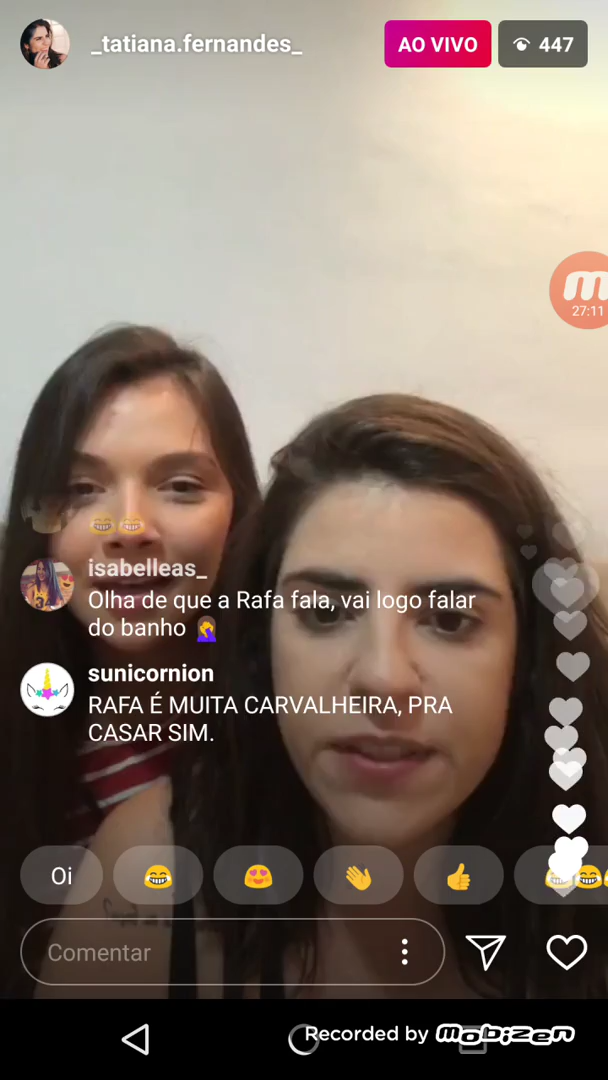 _tatiana.fernandes_
AO VIVO
447
27:11
isabelleas_
Olha de que a Rafa fala, vai logo falar
do banho 🤦‍♀️
sunicornion
RAFA É MUITA CARVALHEIRA, PRA
CASAR SIM.
Oi
Comentar
Recorded by mobizen